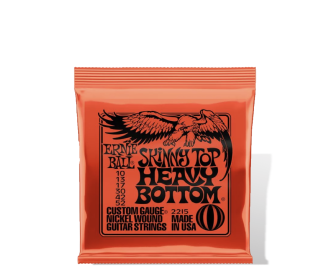 ERNIE
BALL
SKINNY TOP
HEAVY
BOTTOM
10
13
17
30
42
52
CUSTOM GAUGE
NICKEL WOUND
GUITAR STRINGS
2215
MADE
IN USA